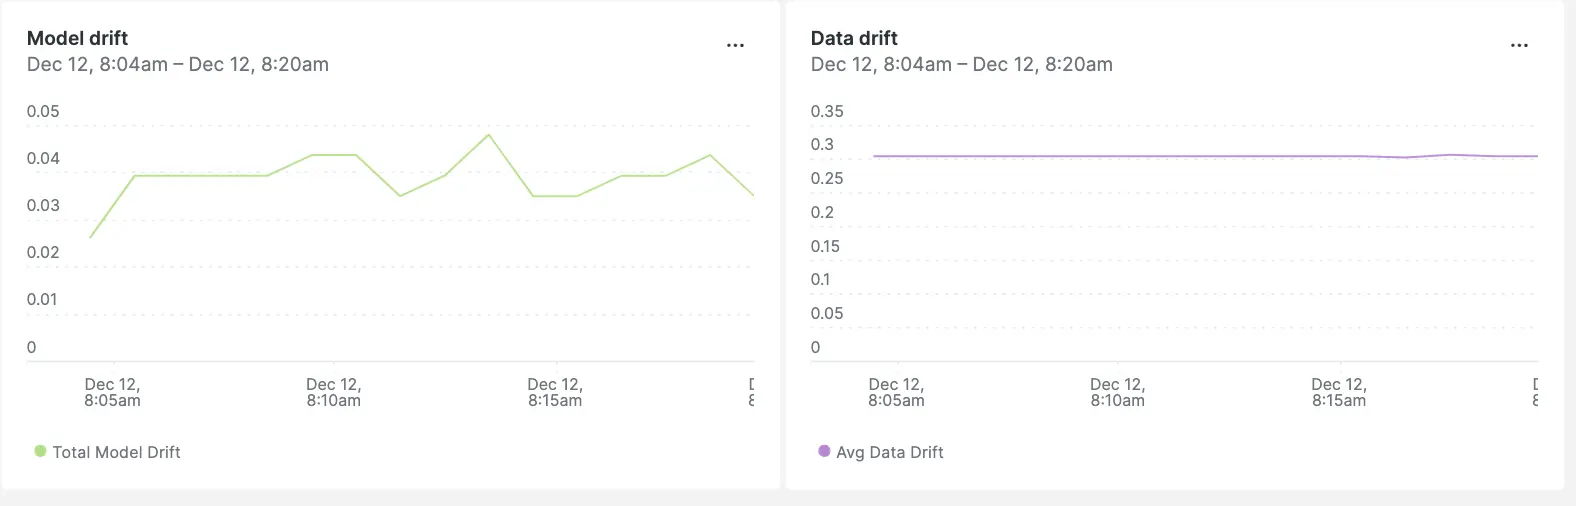 Model drift
Dec 12, 8:04am – Dec 12, 8:20am
...
0.05
0.04
0.03
0.02
0.01
0
Dec 12,
8:05am
Dec 12,
8:10am
Dec 12,
8:15am
Total Model Drift
Data drift
Dec 12, 8:04am – Dec 12, 8:20am
...
0.35
0.3
0.25
0.2
0.15
0.1
0.05
0
Dec 12,
8:05am
Dec 12,
8:10am
Dec 12,
8:15am
Avg Data Drift